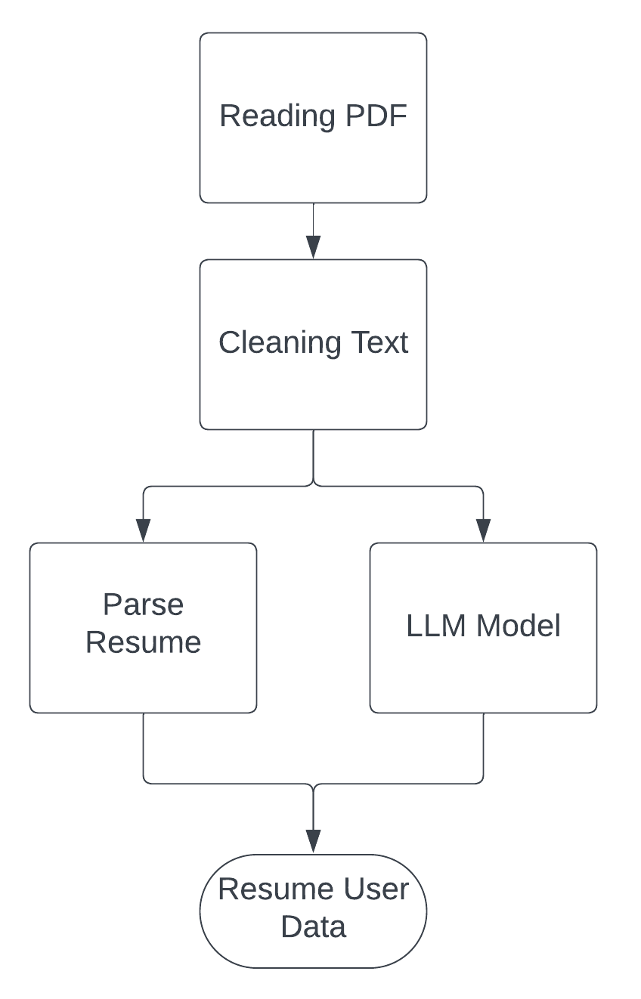 Reading PDF
Cleaning Text
Parse
Resume
LLM Model
Resume User
Data